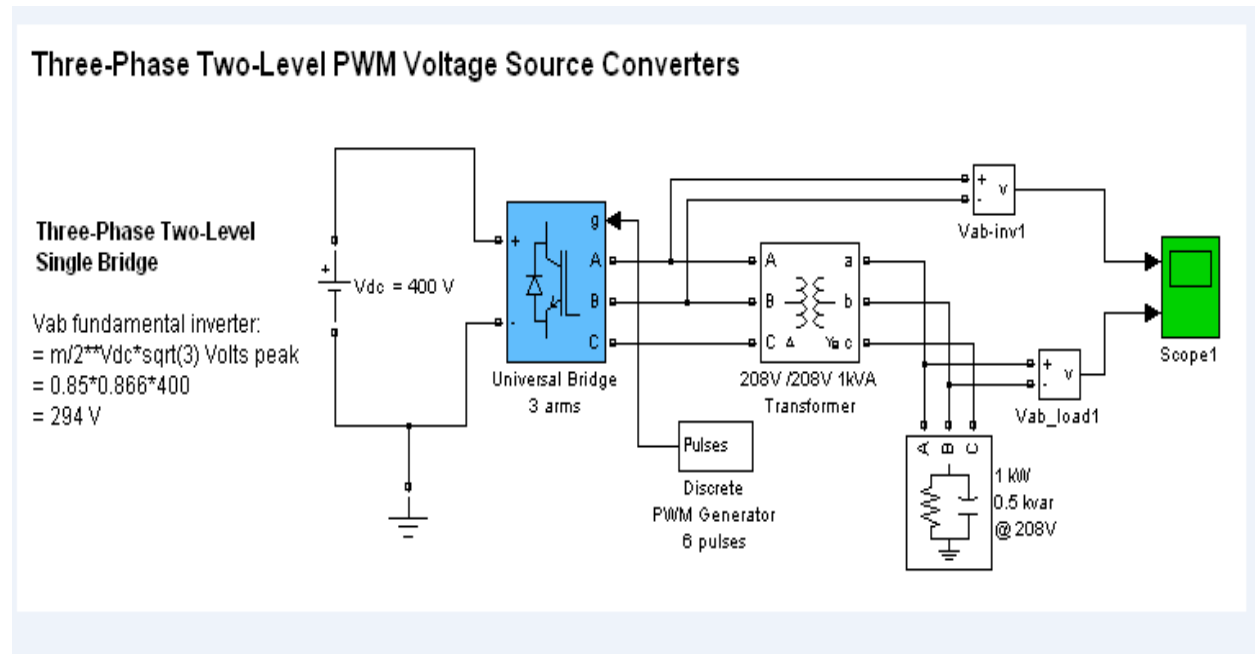 Three-Phase Two-Level PWM Voltage Source Converters
Three-Phase Two-Level
Single Bridge
Vab fundamental inverter:
= m/2**Vdc*sqrt(3) Volts peak
= 0.85*0.866*400
= 294 V
+
Vdc = 400 V
g
+
-
A
B
C
Universal Bridge
3 arms
Pulses
Discrete
PWM Generator
6 pulses
A
B
C
Δ
a
b
Yg c
208V /208V 1kVA
Transformer
+
-
v
Vab-inv1
+
-
v
Vab_load1
Scope1
A
B
C
1 kW
0.5 kvar
@ 208V